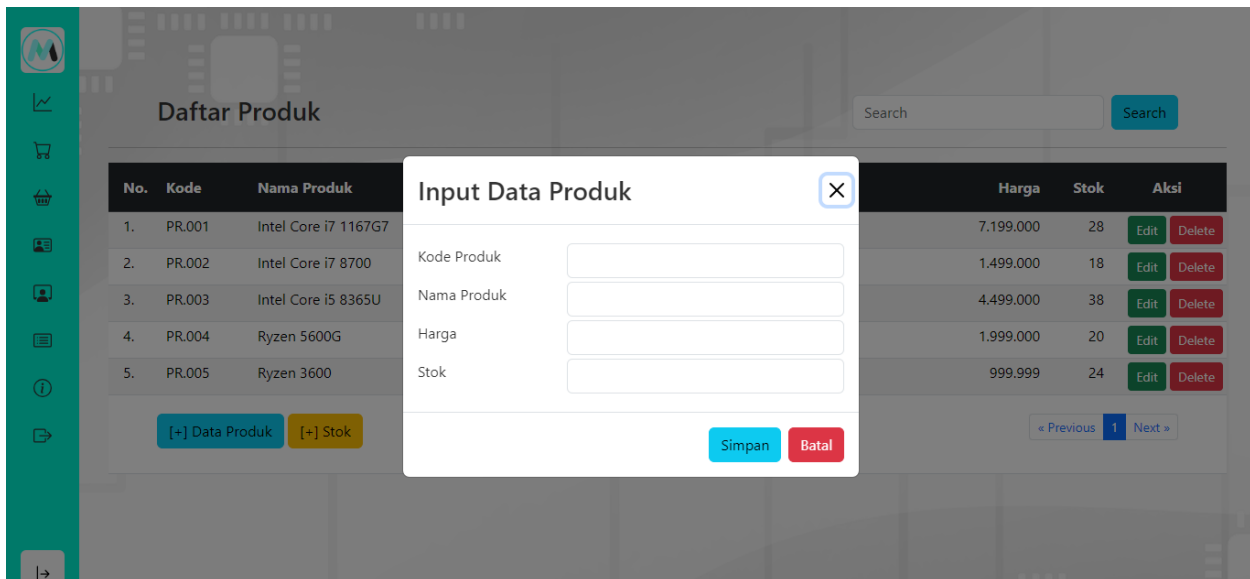 Daftar Produk
Search
Search
Input Data Produk
No. Kode Nama Produk Harga Stok Aksi
1. PR.001 Intel Core i7 1167G7 7.199.000 28 Edit Delete
Kode Produk
2. PR.002 Intel Core i7 8700 1.499.000 18 Edit Delete
Nama Produk
3. PR.003 Intel Core i5 8365U 4.499.000 38 Edit Delete
Harga
4. PR.004 Ryzen 5600G 1.999.000 20 Edit Delete
Stok
5. PR.005 Ryzen 3600 999.999 24 Edit Delete
[+] Data Produk [+] Stok « Previous 1 Next »
Simpan Batal